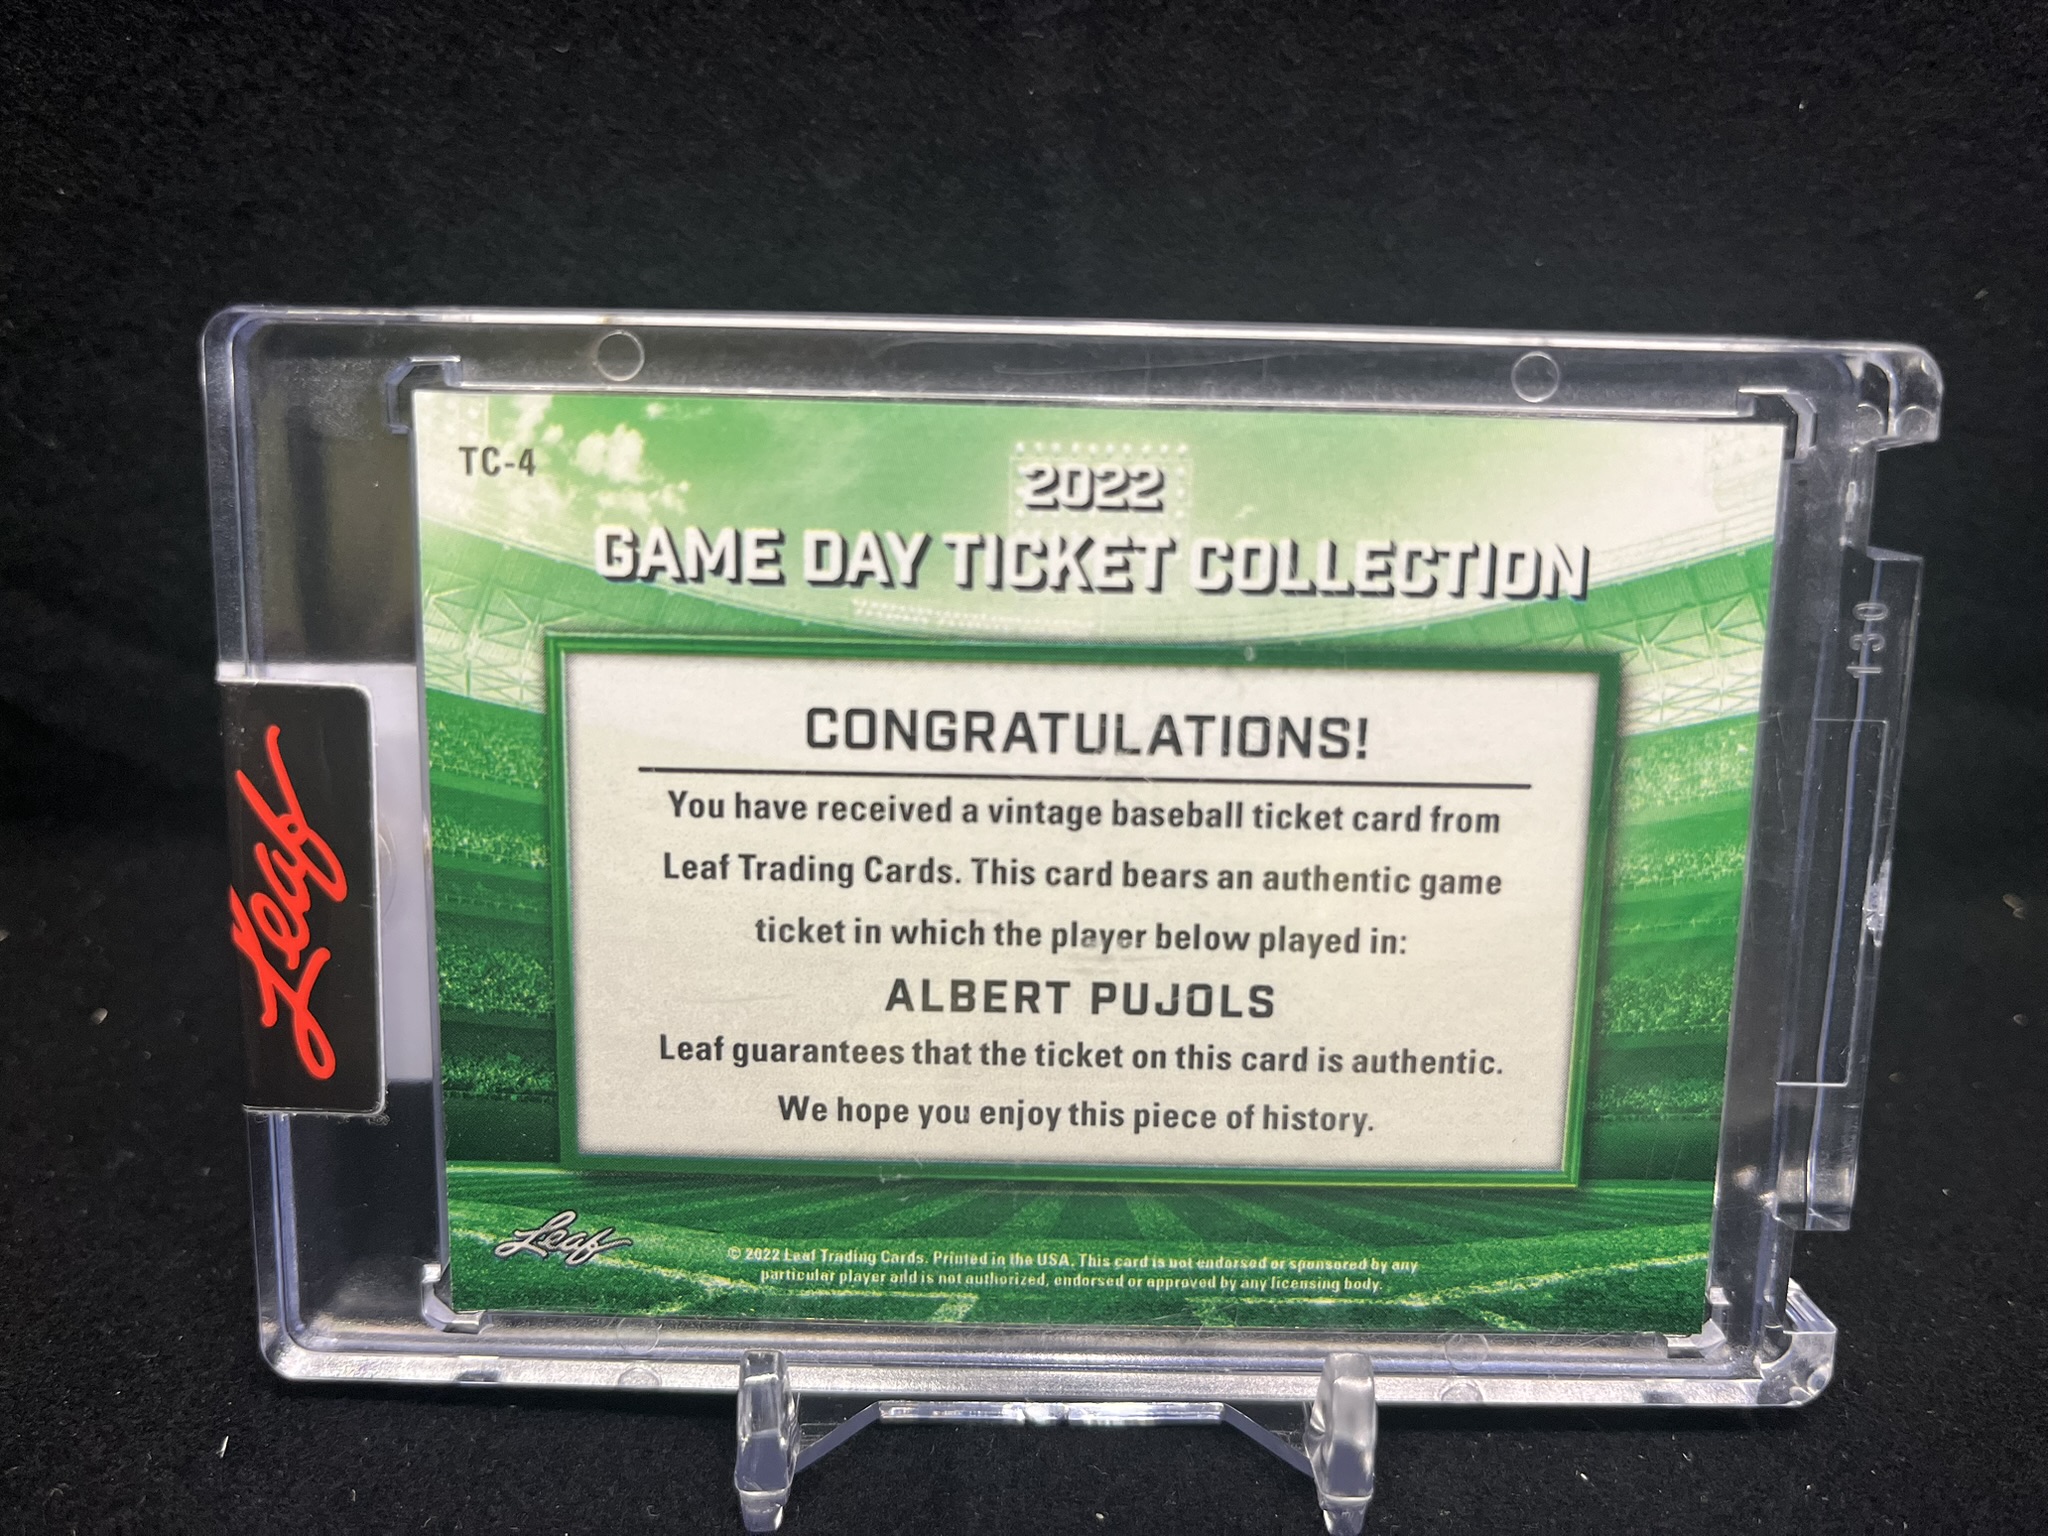 TC-4
2022
GAME DAY TICKET COLLECTION
CONGRATULATIONS!
You have received a vintage baseball ticket card from
Leaf Trading Cards. This card bears an authentic game
ticket in which the player below played in:
ALBERT PUJOLS
Leaf guarantees that the ticket on this card is authentic.
We hope you enjoy this piece of history.
Leaf
© 2022 Leaf Trading Cards. Printed in the USA. This card is not endorsed or sponsored by any
particular player and is not authorized, endorsed or approved by any licensing body.
Leaf
130